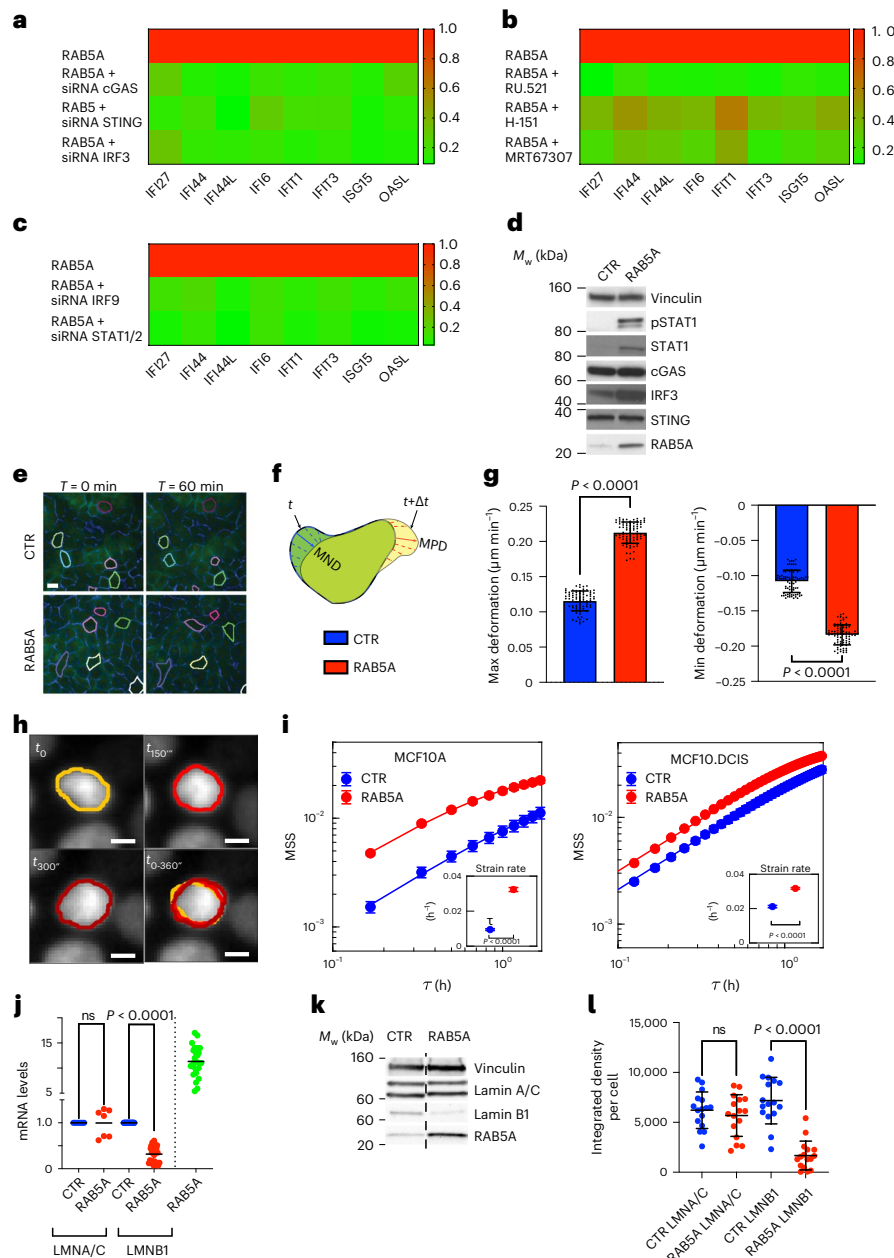 a
RAB5A
RAB5A +
siRNA cGAS
RAB5 +
siRNA STING
RAB5A +
siRNA IRF3
1.0
0.8
0.6
0.4
0.2
IFI27
IFI44
IFI44L
IFI6
IFIT1
IFIT3
ISG15
OASL
b
RAB5A
RAB5A +
RU.521
RAB5A +
H-151
RAB5A +
MRT67307
1.0
0.8
0.6
0.4
0.2
IFI27
IFI44
IFI44L
IFI6
IFIT1
IFIT3
ISG15
OASL
c
RAB5A
RAB5A +
siRNA IRF9
RAB5A +
siRNA STAT1/2
1.0
0.8
0.6
0.4
0.2
IFI27
IFI44
IFI44L
IFI6
IFIT1
IFIT3
ISG15
OASL
d
Mw (kDa)
CTR
RAB5A
160
80
80
60
60
40
40
20
Vinculin
pSTAT1
STAT1
cGAS
IRF3
STING
RAB5A
e
T = 0 min
T = 60 min
CTR
RAB5A
f
t
t+Δt
MND
MPD
CTR
RAB5A
g
P < 0.0001
Max deformation (μm min−1)
0.25
0.20
0.15
0.10
0.05
0
Min deformation (μm min−1)
0
−0.05
−0.10
−0.15
−0.20
−0.25
P < 0.0001
h
t0
t150″
t300″
t0-360″
i
MCF10A
CTR
RAB5A
MSS
10−2
10−3
Strain rate
0.04
0.02
0
(h−1)
P < 0.0001
10−1
100
τ (h)
MCF10.DCIS
CTR
RAB5A
MSS
10−2
10−3
Strain rate
0.04
0.02
0
(h−1)
P < 0.0001
10−1
100
τ (h)
j
ns
P < 0.0001
mRNA levels
15
10
5
1.0
0
CTR
RAB5A
CTR
RAB5A
RAB5A
LMNA/C
LMNB1
k
Mw (kDa)
CTR
RAB5A
160
60
60
20
Vinculin
Lamin A/C
Lamin B1
RAB5A
l
ns
P < 0.0001
Integrated density
per cell
15,000
10,000
5,000
0
CTR LMNA/C
RAB5A LMNA/C
CTR LMNB1
RAB5A LMNB1